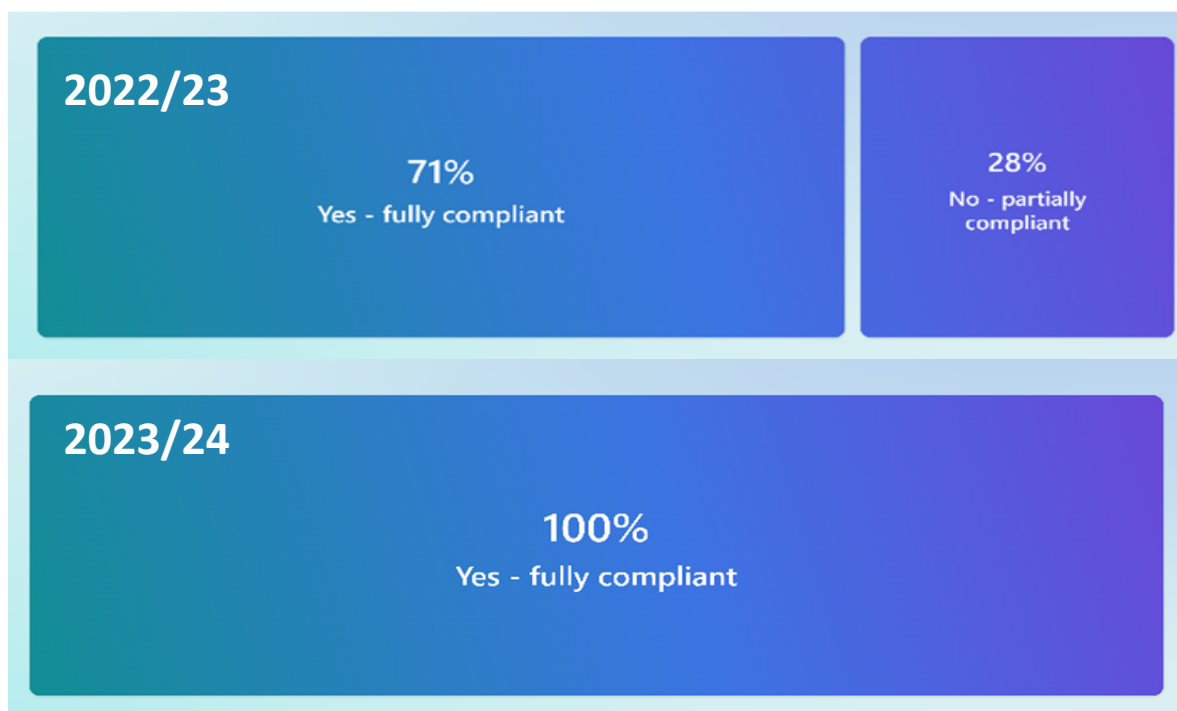 2022/23
71%
Yes - fully compliant
28%
No - partially
compliant
2023/24
100%
Yes - fully compliant